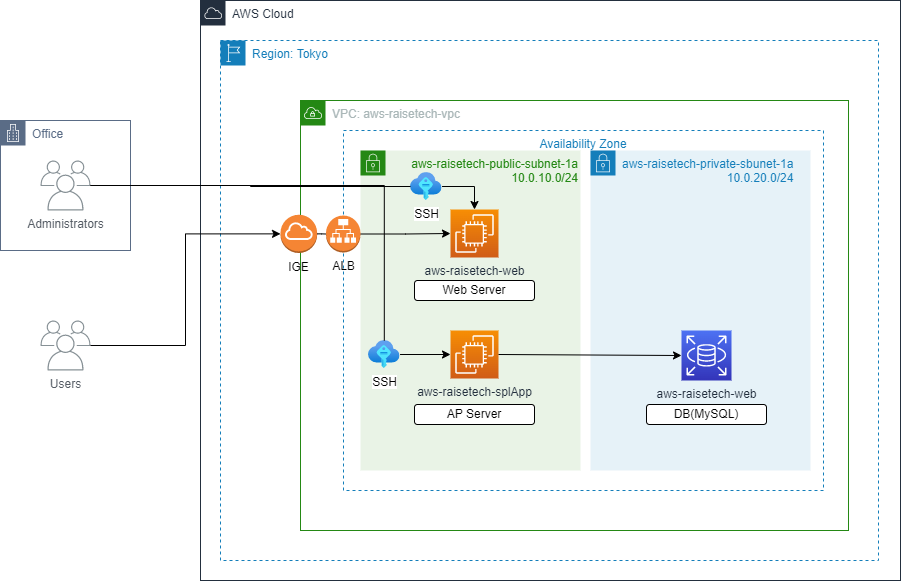 AWS Cloud
Region: Tokyo
VPC: aws-raisetech-vpc
Office
Availability Zone
aws-raisetech-public-subnet-1a
10.0.10.0/24
aws-raisetech-private-sbunet-1a
10.0.20.0/24
Administrators
SSH
IGE
ALB
aws-raisetech-web
Web Server
Users
SSH
aws-raisetech-splApp
AP Server
aws-raisetech-web
DB(MySQL)